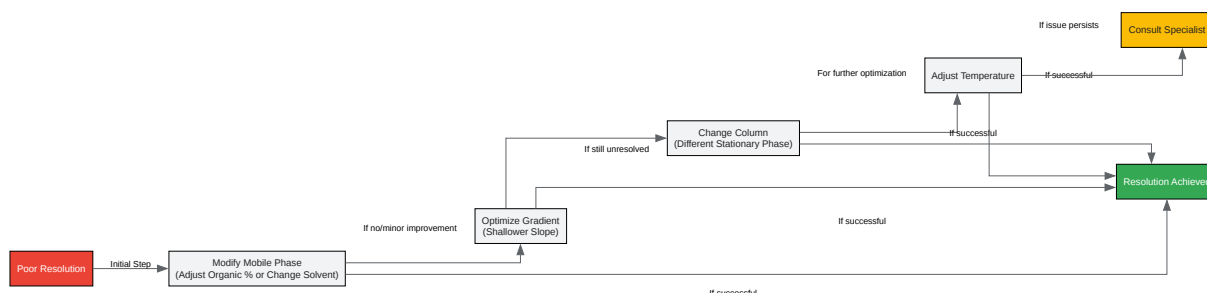 If issue persists
Consult Specialist
For further optimization
Adjust Temperature
If successful
Change Column
(Different Stationary Phase)
If successful
If still unresolved
Resolution Achieved
Optimize Gradient
(Shallower Slope)
If no/minor improvement
If successful
Poor Resolution
Initial Step
Modify Mobile Phase
(Adjust Organic % or Change Solvent)
If successful